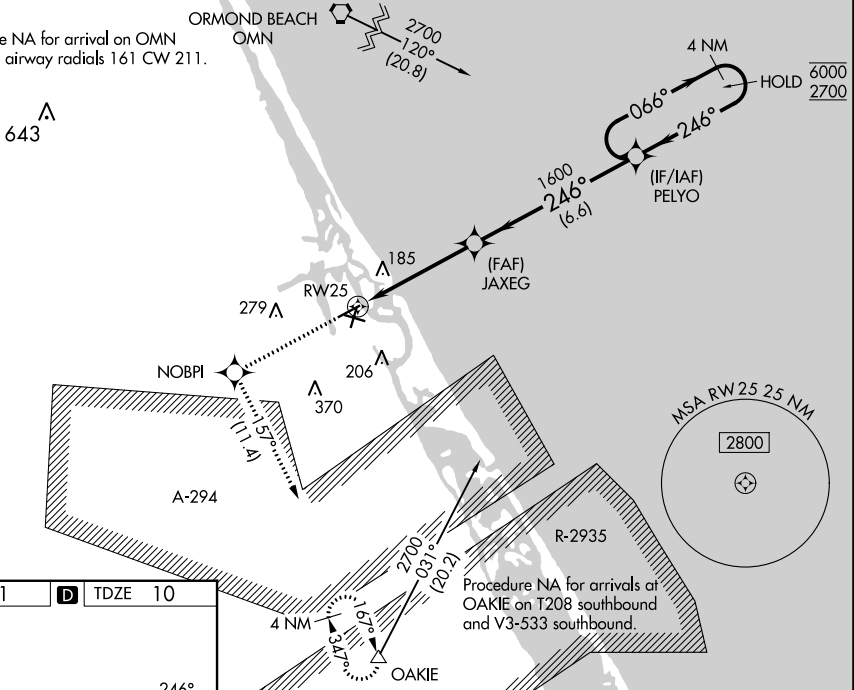 ORMOND BEACH
OMN
2700
120°
(20.8)
e NA for arrival on OMN
airway radials 161 CW 211.
643
4 NM
HOLD
6000
2700
066°
246°
(IF/IAF)
PELYO
1600
246°
(6.6)
(FAF)
JAXEG
185
RW25
279
NOBPI
206
370
157°
(11.4)
MSA RW25 25 NM
2800
A-294
R-2935
2700
031°
(20.2)
Procedure NA for arrivals at
OAKIE on T208 southbound
and V3-533 southbound.
1
D
TDZE 10
4 NM
167°
347°
OAKIE
246°